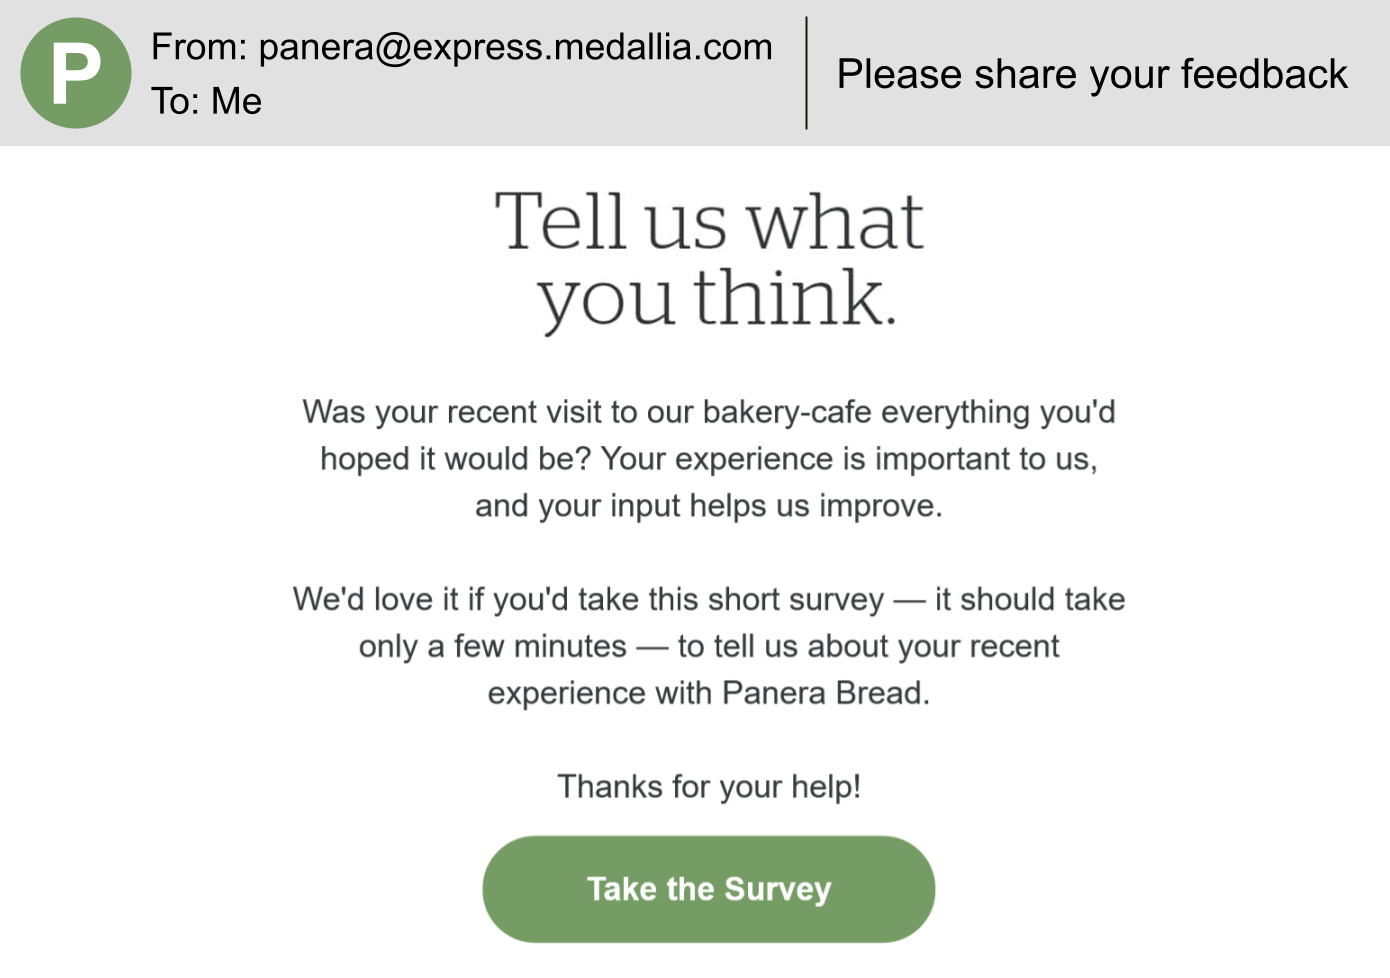 P
From: panera@express.medallia.com
To: Me
Please share your feedback
Tell us what
you think.
Was your recent visit to our bakery-cafe everything you'd
hoped it would be? Your experience is important to us,
and your input helps us improve.
We'd love it if you'd take this short survey — it should take
only a few minutes — to tell us about your recent
experience with Panera Bread.
Thanks for your help!
Take the Survey